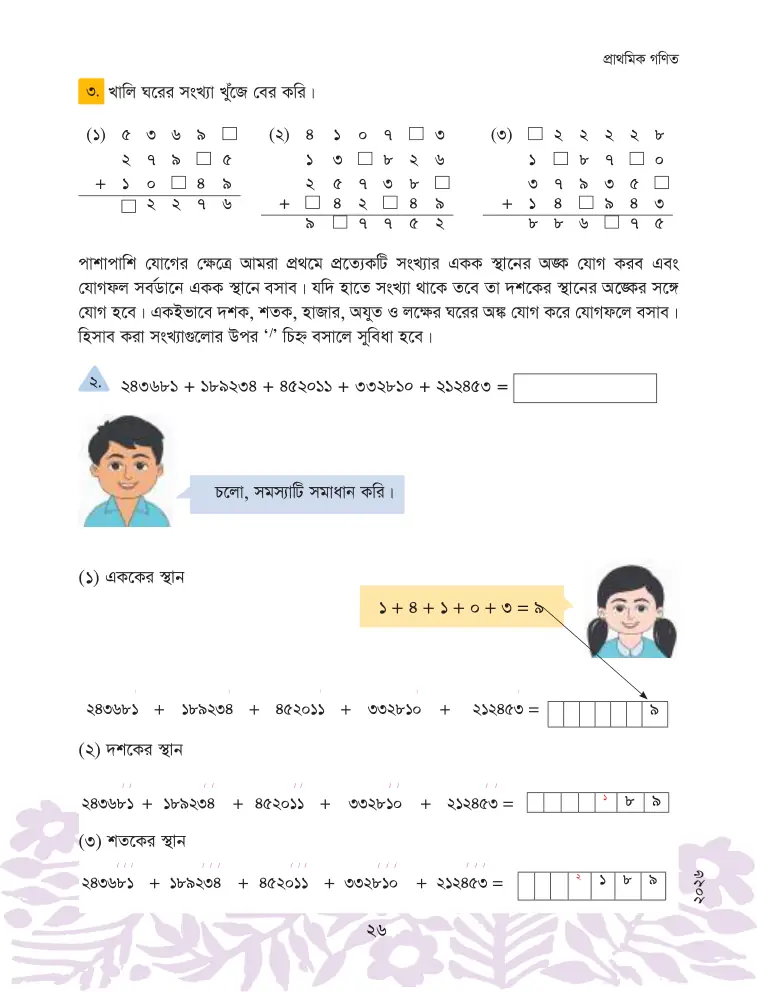 প্রাথমিক গণিত
৩. খালি ঘরের সংখ্যা খুঁজে বের করি।
(১) ৫ ৩ ৬ ৯ □ (২) ৪ ১ ০ ৭ □ ৩ (৩) □ ২ ২ ২ ২ ৮
২ ৭ ৯ □ ৫ ১ ৩ □ ৮ ২ ৬ ১ □ ৮ ৭ □ ০
+ ১ ০ □ ৪ ৯ ২ ৫ ৭ ৩ ৮ □ ৩ ৭ ৯ ৩ ৫ □
□ ২ ২ ৭ ৬ + □ ৪ ২ □ ৪ ৯ + ১ ৪ □ ৯ ৪ ৩
৯ □ ৭ ৭ ৫ ২ ৮ ৮ ৬ □ ৭ ৫
পাশাপাশি যোগের ক্ষেত্রে আমরা প্রথমে প্রত্যেকটি সংখ্যার একক স্থানের অঙ্ক যোগ করব এবং
যোগফল সর্বডানে একক স্থানে বসাব। যদি হাতে সংখ্যা থাকে তবে তা দশকের স্থানের অঙ্কের সঙ্গে
যোগ হবে। একইভাবে দশক, শতক, হাজার, অযুত ও লক্ষের ঘরের অঙ্ক যোগ করে যোগফলে বসাব।
হিসাব করা সংখ্যাগুলোর উপর ‘/’ চিহ্ন বসালে সুবিধা হবে।
২. ২৪৩৬৮১ + ১৮৯২৩৪ + ৪৫২০১১ + ৩৩২৮১০ + ২১২৪৫৩ =
চলো, সমস্যাটি সমাধান করি।
(১) এককের স্থান
১ + ৪ + ১ + ০ + ৩ = ৯
২৪৩৬৮১ + ১৮৯২৩৪ + ৪৫২০১১ + ৩৩২৮১০ + ২১২৪৫৩ = ৯
(২) দশকের স্থান
২৪৩৬৮১ + ১৮৯২৩৪ + ৪৫২০১১ + ৩৩২৮১০ + ২১২৪৫৩ = ১ ৮ ৯
(৩) শতকের স্থান
২৪৩৬৮১ + ১৮৯২৩৪ + ৪৫২০১১ + ৩৩২৮১০ + ২১২৪৫৩ = ২ ১ ৮ ৯
২০২৬
২৬